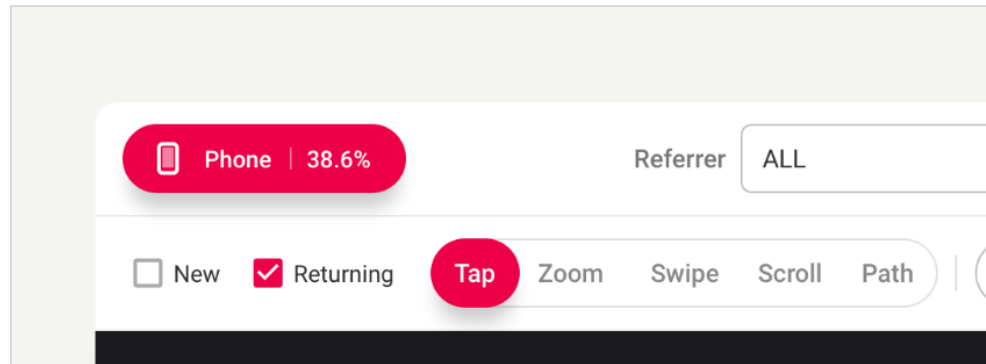 Phone | 38.6% Referrer ALL
New Returning Tap Zoom Swipe Scroll Path